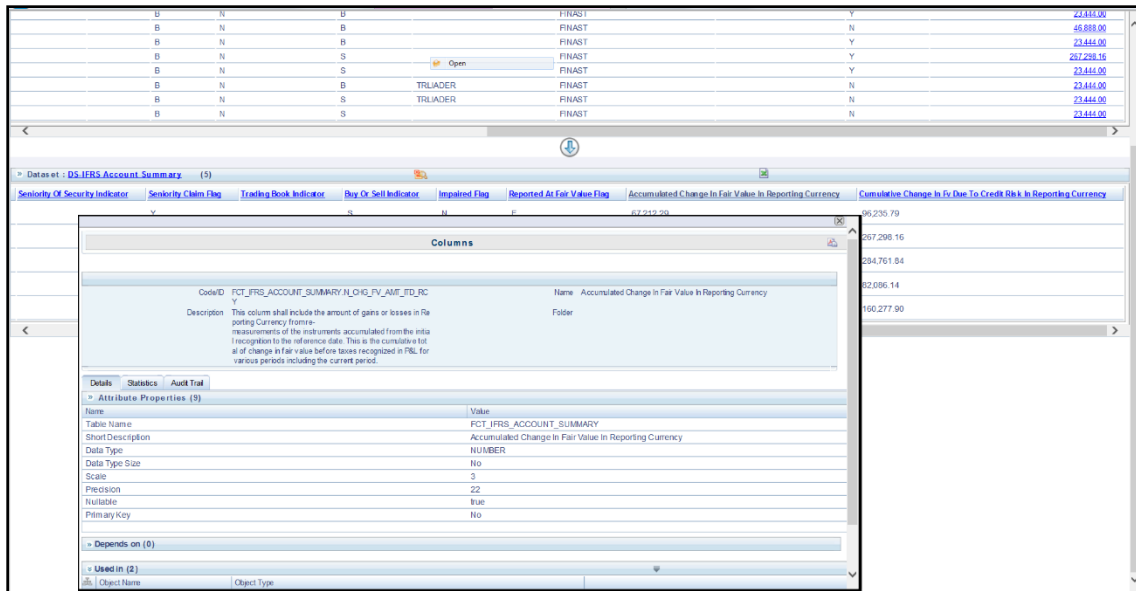 B N B FINAST Y 23,444.00
B N B FINAST N 46,888.00
B N B FINAST Y 23,444.00
B N S FINAST Y 267,298.16
Open
B N S FINAST Y 23,444.00
B N B TRLIADER FINAST N 23,444.00
B N S TRLIADER FINAST N 23,444.00
B N S FINAST N 23,444.00
» Dataset : DS-IFRS Account Summary (5)
Seniority Of Security Indicator Seniority Claim Flag Trading Book Indicator Buy Or Sell Indicator Impaired Flag Reported At Fair Value Flag Accumulated Change In Fair Value In Reporting Currency Cumulative Change In Fv Due To Credit Risk In Reporting Currency
Y S N F 67,212.29 96,235.79
267,298.16
284,761.84
82,086.14
160,277.90
Columns
Code/ID FCT_IFRS_ACCOUNT_SUMMARY.N_CHG_FV_AMT_ITD_RC Name Accumulated Change In Fair Value In Reporting Currency
Y
Description This column shall include the amount of gains or losses in Re Folder
porting Currency from re-
measurements of the instruments accumulated from the initia
l recognition to the reference date. This is the cumulative tot
al of change in fair value before taxes recognized in P&L for
various periods including the current period.
Details Statistics Audit Trail
» Attribute Properties (9)
Name Value
Table Name FCT_IFRS_ACCOUNT_SUMMARY
Short Description Accumulated Change In Fair Value In Reporting Currency
Data Type NUMBER
Data Type Size No
Scale 3
Precision 22
Nullable true
Primary Key No
» Depends on (0)
Used in (2)
Object Name Object Type